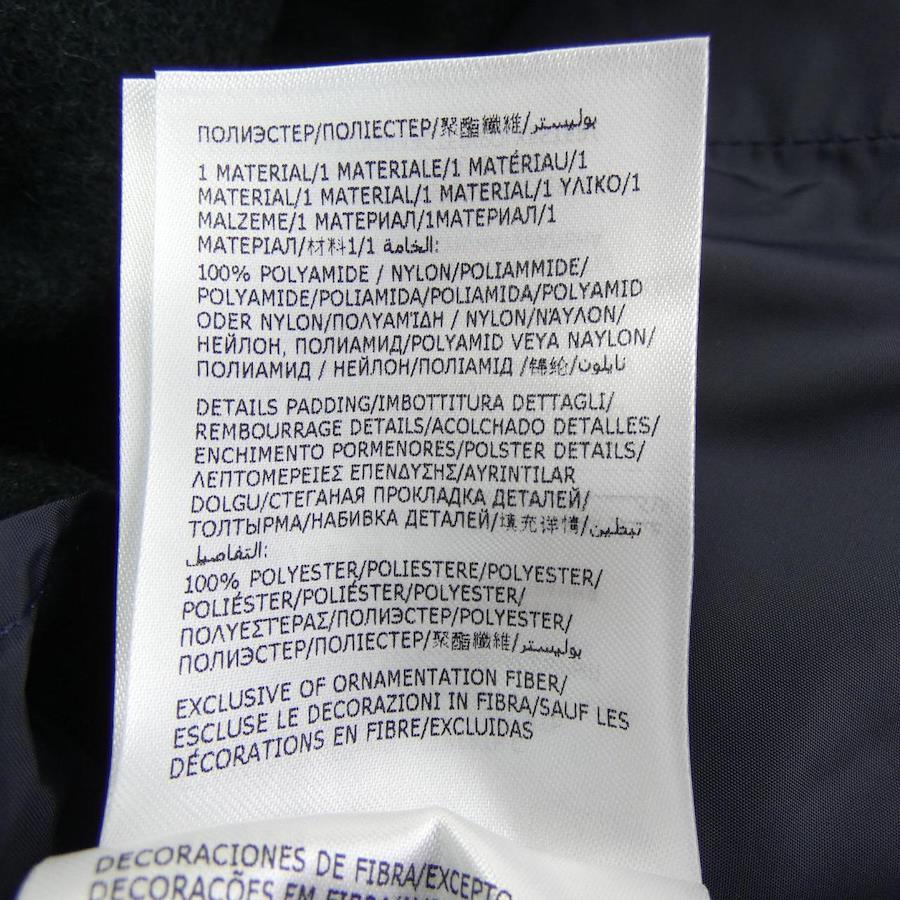 ПОЛИЭСТЕР/ПОЛІЕСТЕР/聚酯纖維/بوليستر
1 MATERIAL/1 MATERIALE/1 MATÉRIAU/1
MATERIAL/1 MATERIAL/1 MATERIAL/1 ΥΛΙΚΟ/1
MALZEME/1 МАТЕРИАЛ/1МАТЕРИАЛ/1
МАТЕРІАЛ/材料1/1 الخامة:
100% POLYAMIDE / NYLON/POLIAMMIDE/
POLYAMIDE/POLIAMIDA/POLIAMIDA/POLYAMID
ODER NYLON/ΠΟΛΥΑΜΊΔΗ / NYLON/ΝΆΥΛΟΝ/
НЕЙЛОН, ПОЛИАМИД/POLYAMID VEYA NAYLON/
ПОЛИАМИД / НЕЙЛОН/ПОЛІАМІД /锦纶/نايلون
DETAILS PADDING/IMBOTTITURA DETTAGLI/
REMBOURRAGE DETAILS/ACOLCHADO DETALLES/
ENCHIMENTO PORMENORES/POLSTER DETAILS/
ΛΕΠΤΟΜΕΡΕΙΕΣ ΕΠΕΝΔΥΣΗΣ/AYRINTILAR
DOLGU/СТЕГАНАЯ ПРОКЛАДКА ДЕТАЛЕЙ/
ТОЛТЫРМА/НАБИВКА ДЕТАЛЕЙ/填充详情/تبطين
التفاصيل:
100% POLYESTER/POLIESTERE/POLYESTER/
POLIÉSTER/POLIÉSTER/POLYESTER/
ΠΟΛΥΕΣΤΕΡΑΣ/ПОЛИЭСТЕР/POLYESTER/
ПОЛИЭСТЕР/ПОЛІЕСТЕР/聚酯纖維/بوليستر
EXCLUSIVE OF ORNAMENTATION FIBER/
ESCLUSE LE DECORAZIONI IN FIBRA/SAUF LES
DÉCORATIONS EN FIBRE/EXCLUIDAS
DECORACIONES DE FIBRA/EXCEPTO
DECORAÇÕES EM